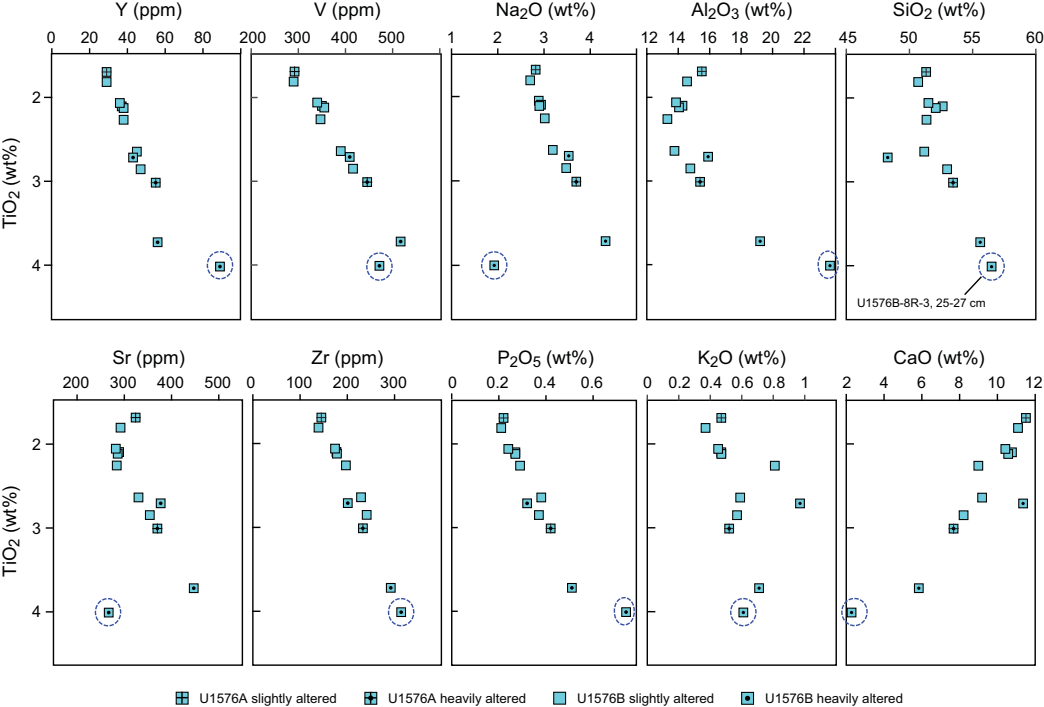 Y (ppm) V (ppm) Na2O (wt%) Al2O3 (wt%) SiO2 (wt%)
0 20 40 60 80 200 300 400 500 1 2 3 4 12 14 16 18 20 22 45 50 55 60
2
3
4
TiO2 (wt%)
U1576B-8R-3, 25-27 cm
Sr (ppm) Zr (ppm) P2O5 (wt%) K2O (wt%) CaO (wt%)
200 300 400 500 0 100 200 300 0 0.2 0.4 0.6 0 0.2 0.4 0.6 0.8 1 2 4 6 8 10 12
2
3
4
TiO2 (wt%)
U1576A slightly altered U1576A heavily altered U1576B slightly altered U1576B heavily altered